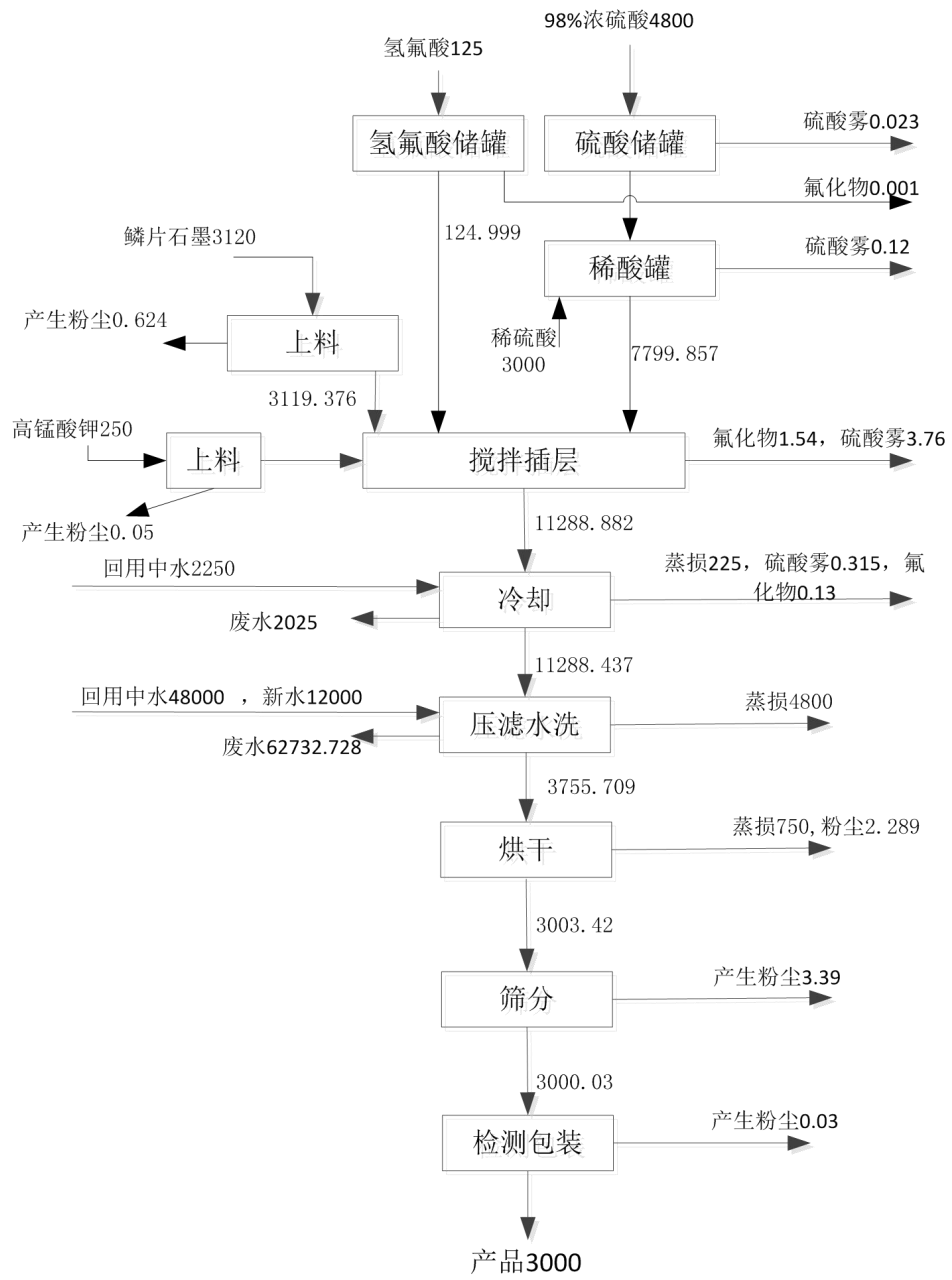 98%浓硫酸4800
氢氟酸125
氢氟酸储罐
硫酸储罐
硫酸雾0.023
氟化物0.001
124.999
鳞片石墨3120
稀酸罐
硫酸雾0.12
产生粉尘0.624
上料
稀硫酸
3000
7799.857
3119.376
高锰酸钾250
上料
搅拌插层
氟化物1.54，硫酸雾3.76
产生粉尘0.05
11288.882
回用中水2250
冷却
蒸损225，硫酸雾0.315，氟
化物0.13
废水2025
11288.437
回用中水48000 ，新水12000
压滤水洗
蒸损4800
废水62732.728
3755.709
烘干
蒸损750,粉尘2.289
3003.42
筛分
产生粉尘3.39
3000.03
检测包装
产生粉尘0.03
产品3000